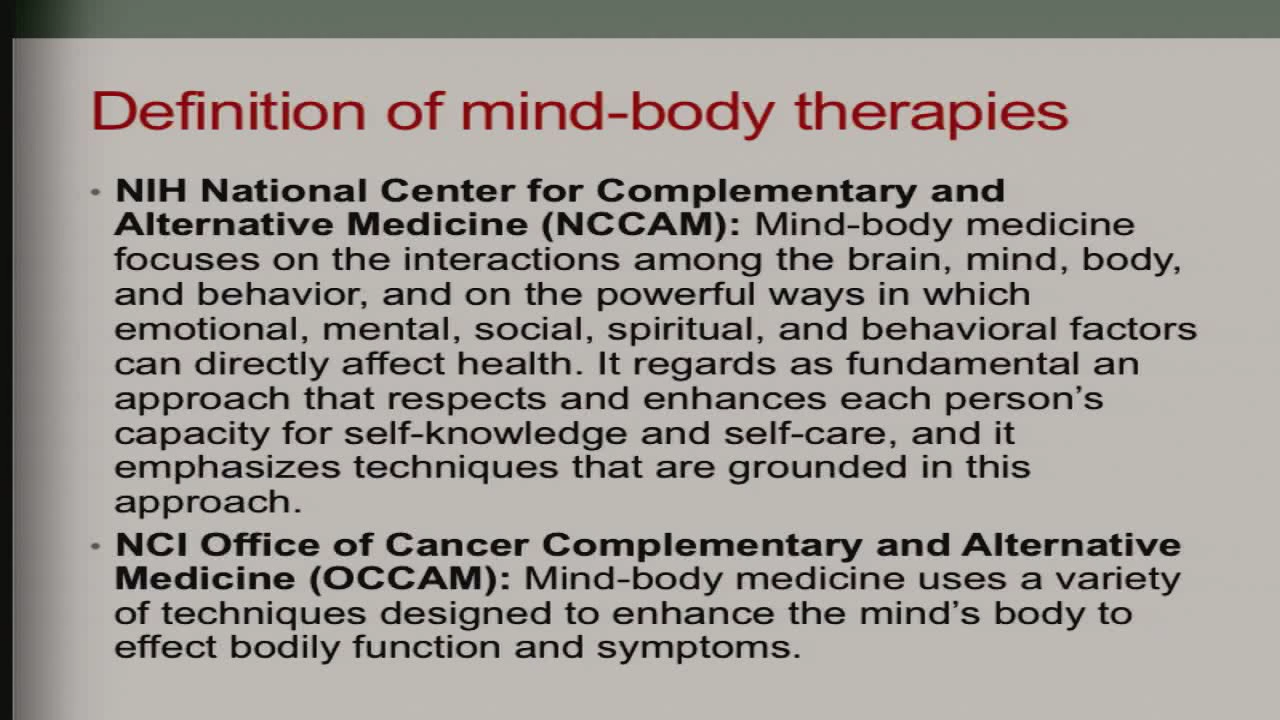 Definition of mind-body therapies
• NIH National Center for Complementary and
Alternative Medicine (NCCAM): Mind-body medicine
focuses on the interactions among the brain, mind, body,
and behavior, and on the powerful ways in which
emotional, mental, social, spiritual, and behavioral factors
can directly affect health. It regards as fundamental an
approach that respects and enhances each person’s
capacity for self-knowledge and self-care, and it
emphasizes techniques that are grounded in this
approach.
• NCI Office of Cancer Complementary and Alternative
Medicine (OCCAM): Mind-body medicine uses a variety
of techniques designed to enhance the mind’s body to
effect bodily function and symptoms.